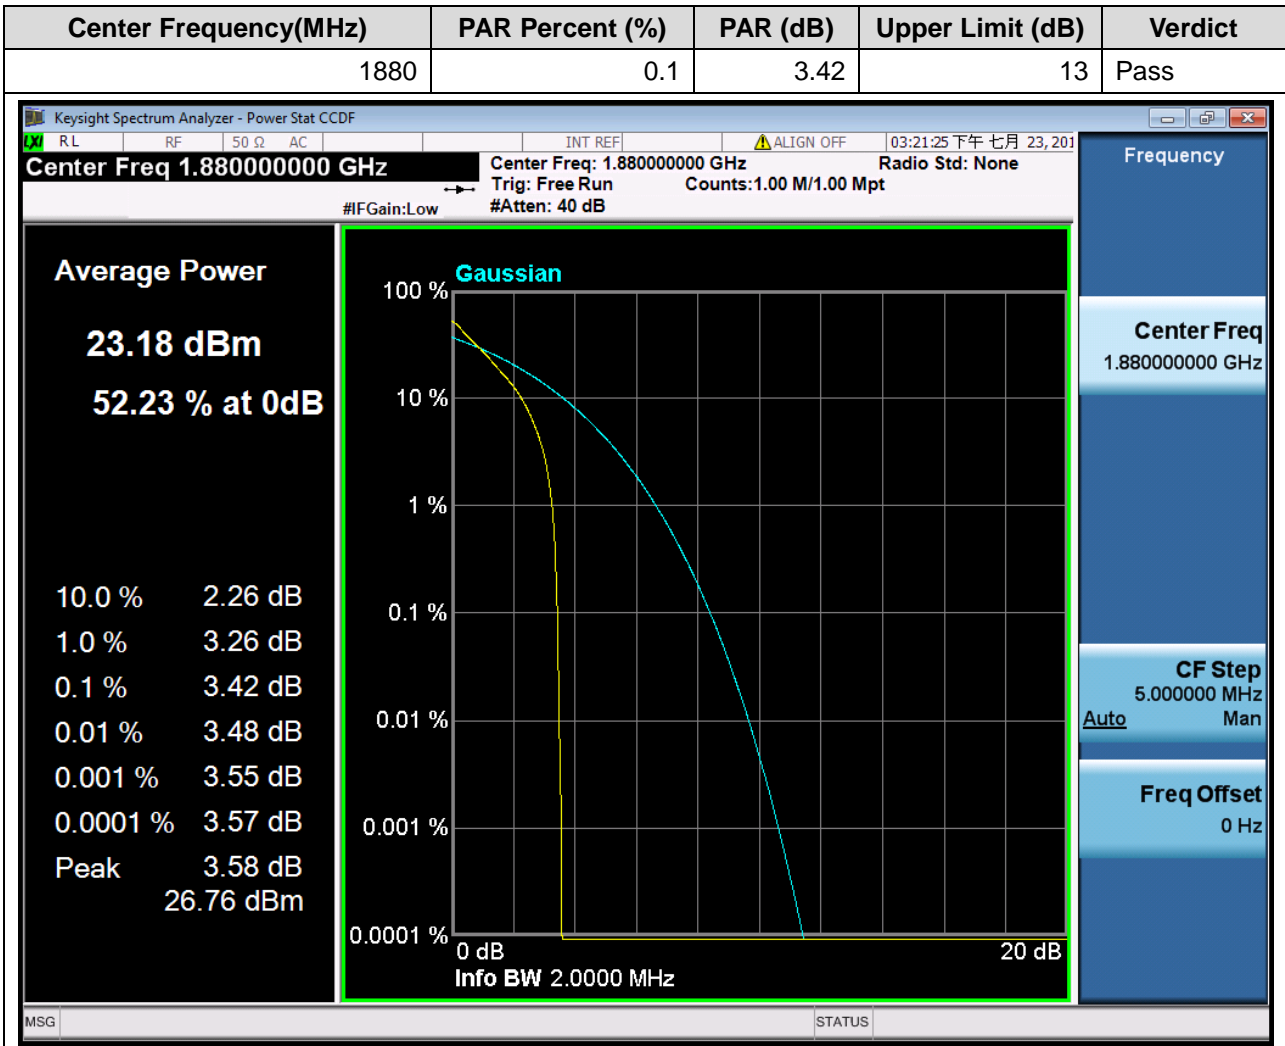 Center Frequency(MHz) PAR Percent (%) PAR (dB) Upper Limit (dB) Verdict
1880 0.1 3.42 13 Pass
Keysight Spectrum Analyzer - Power Stat CCDF
LXI RL RF 50 Ω AC INT REF ALIGN OFF 03:21:25 下午 七月 23, 201
Center Freq 1.880000000 GHz
#IFGain:Low
Center Freq: 1.880000000 GHz Radio Std: None
Trig: Free Run Counts:1.00 M/1.00 Mpt
#Atten: 40 dB
Average Power
23.18 dBm
52.23 % at 0dB
10.0 % 2.26 dB
1.0 % 3.26 dB
0.1 % 3.42 dB
0.01 % 3.48 dB
0.001 % 3.55 dB
0.0001 % 3.57 dB
Peak 3.58 dB
26.76 dBm
Gaussian
100 %
10 %
1 %
0.1 %
0.01 %
0.001 %
0.0001 %
0 dB 20 dB
Info BW 2.0000 MHz
Frequency
Center Freq
1.880000000 GHz
CF Step
5.000000 MHz
Auto Man
Freq Offset
0 Hz
MSG STATUS